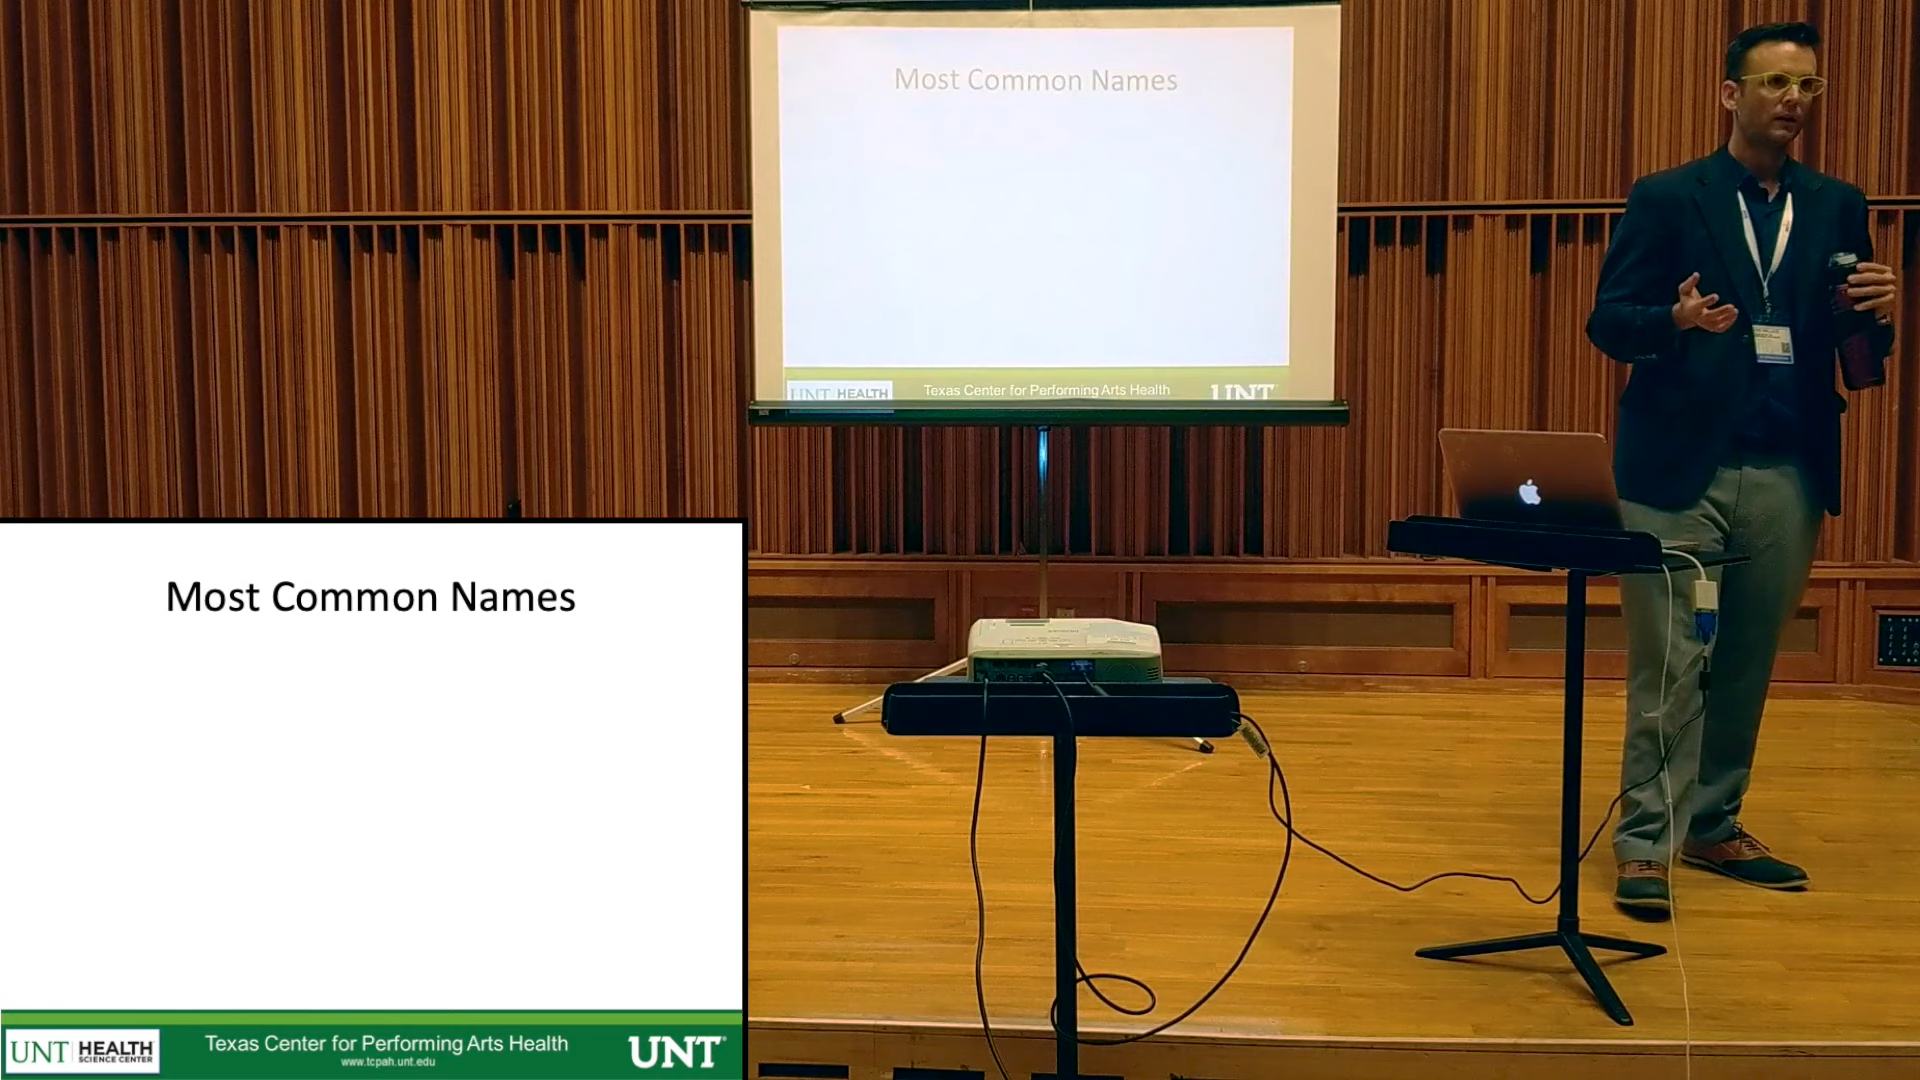 Most Common Names
UNT HEALTH
Texas Center for Performing Arts Health
UNT
Most Common Names
UNT HEALTH
SCIENCE CENTER
Texas Center for Performing Arts Health
www.tcpah.unt.edu
UNT